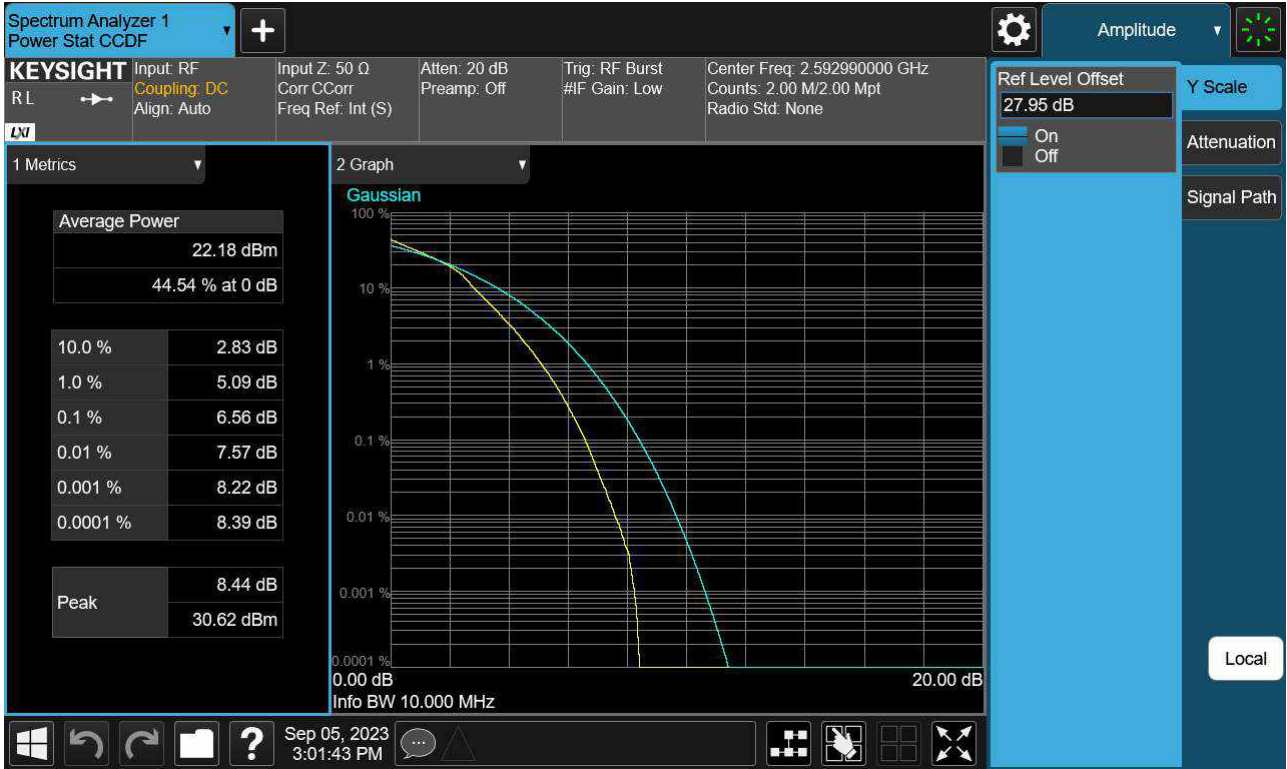 Spectrum Analyzer 1
Power Stat CCDF
+
Amplitude
KEYSIGHT
RL
LXI
Input: RF
Coupling: DC
Align: Auto
Input Z: 50 Ω
Corr CCorr
Freq Ref: Int (S)
Atten: 20 dB
Preamp: Off
Trig: RF Burst
#IF Gain: Low
Center Freq: 2.592990000 GHz
Counts: 2.00 M/2.00 Mpt
Radio Std: None
Ref Level Offset
27.95 dB
On
Off
Y Scale
Attenuation
Signal Path
Local
1 Metrics
Average Power
22.18 dBm
44.54 % at 0 dB
10.0 % 2.83 dB
1.0 % 5.09 dB
0.1 % 6.56 dB
0.01 % 7.57 dB
0.001 % 8.22 dB
0.0001 % 8.39 dB
Peak 8.44 dB
30.62 dBm
2 Graph
Gaussian
100 %
10 %
1 %
0.1 %
0.01 %
0.001 %
0.0001 %
0.00 dB 20.00 dB
Info BW 10.000 MHz
?
Sep 05, 2023
3:01:43 PM